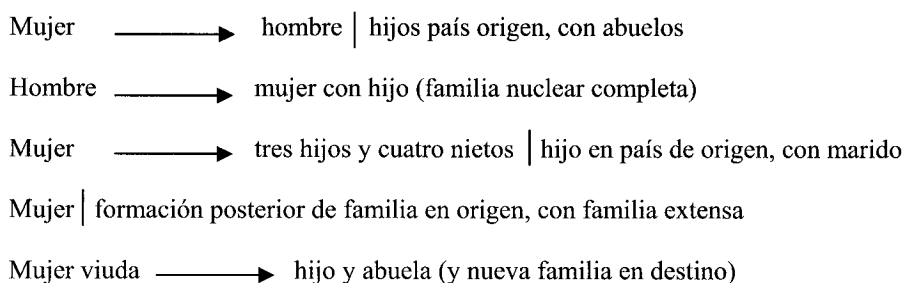 Mujer ⟶ hombre | hijos país origen, con abuelos
Hombre ⟶ mujer con hijo (familia nuclear completa)
Mujer ⟶ tres hijos y cuatro nietos | hijo en país de origen, con marido
Mujer | formación posterior de familia en origen, con familia extensa
Mujer viuda ⟶ hijo y abuela (y nueva familia en destino)